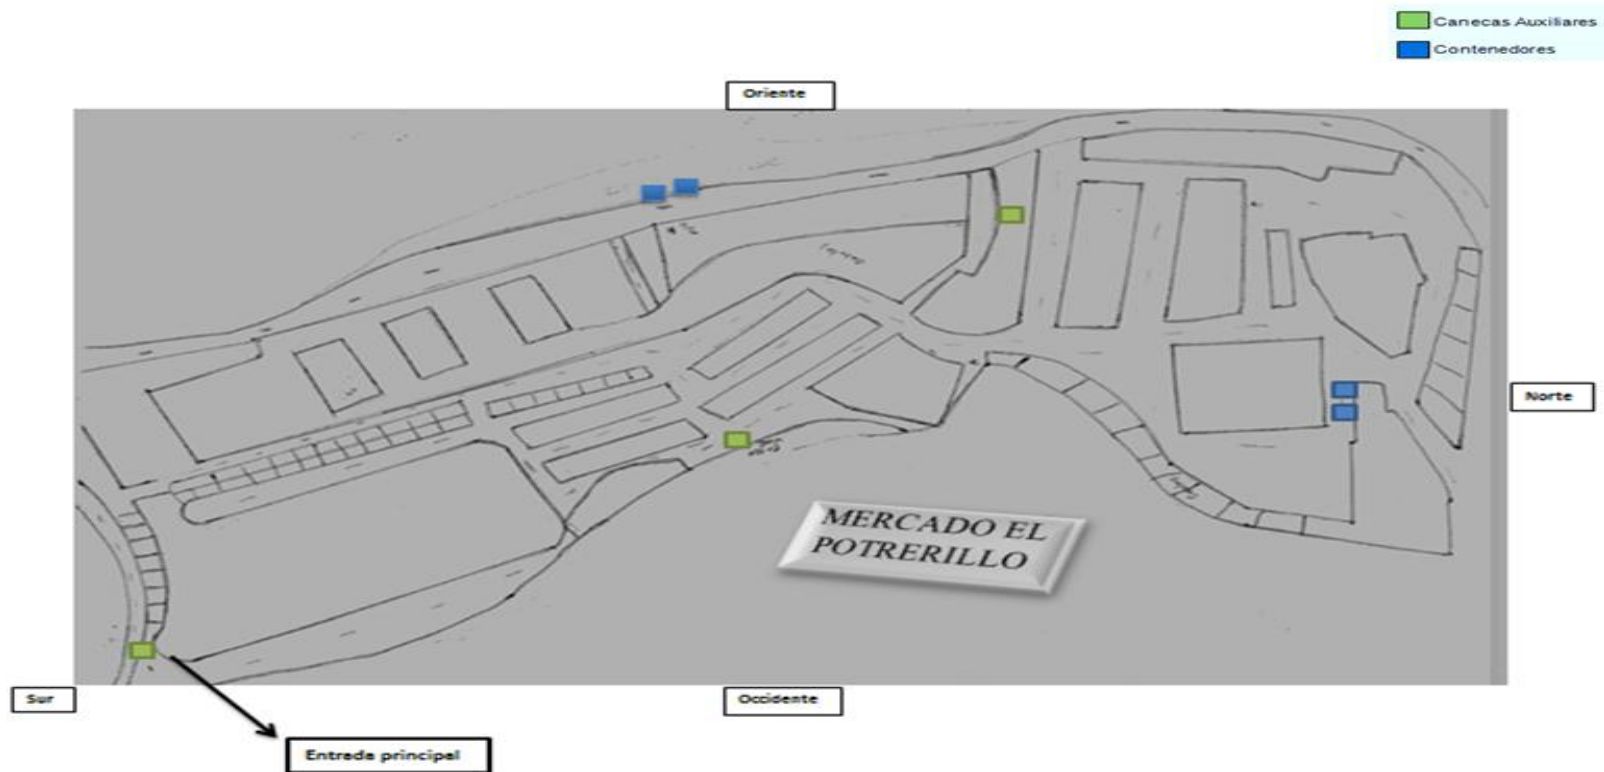 Canecas Auxiliares
Contenedores
Oriente
Norte
MERCADO EL
POTRERILLO
Sur
Occidente
Entrada principal